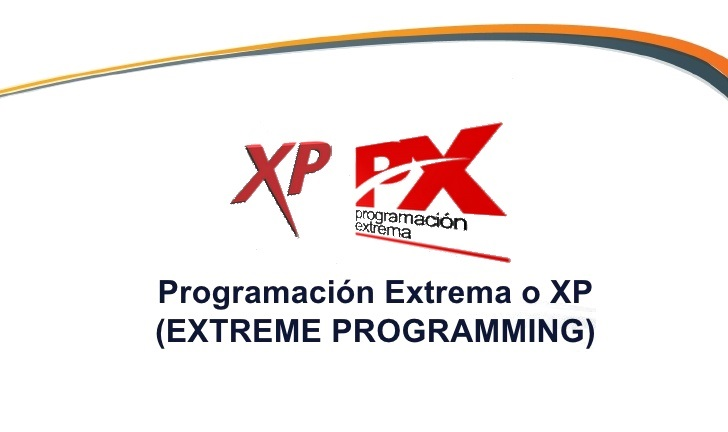 XP
PX
programación
extrema
Programación Extrema o XP
(EXTREME PROGRAMMING)